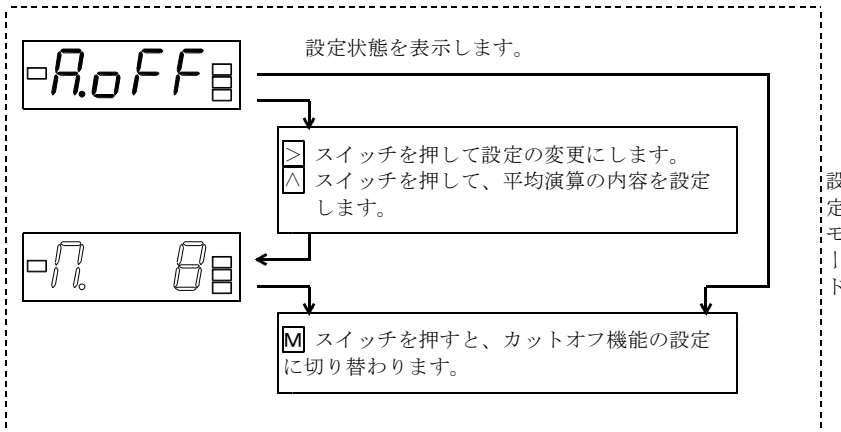 A.oFF
設定状態を表示します。
> スイッチを押して設定の変更にします。
∧ スイッチを押して、平均演算の内容を設定
します。
n. 8
M スイッチを押すと、カットオフ機能の設定
に切り替わります。
設定モード